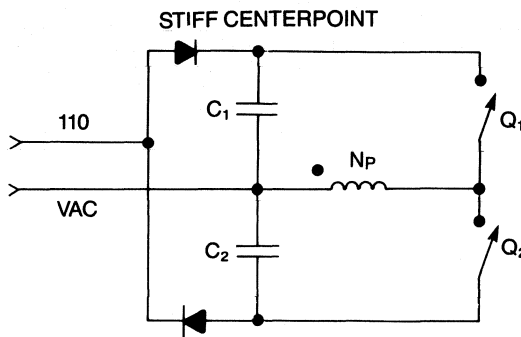 STIFF CENTERPOINT
C1
110
Q1
NP
VAC
C2
Q2